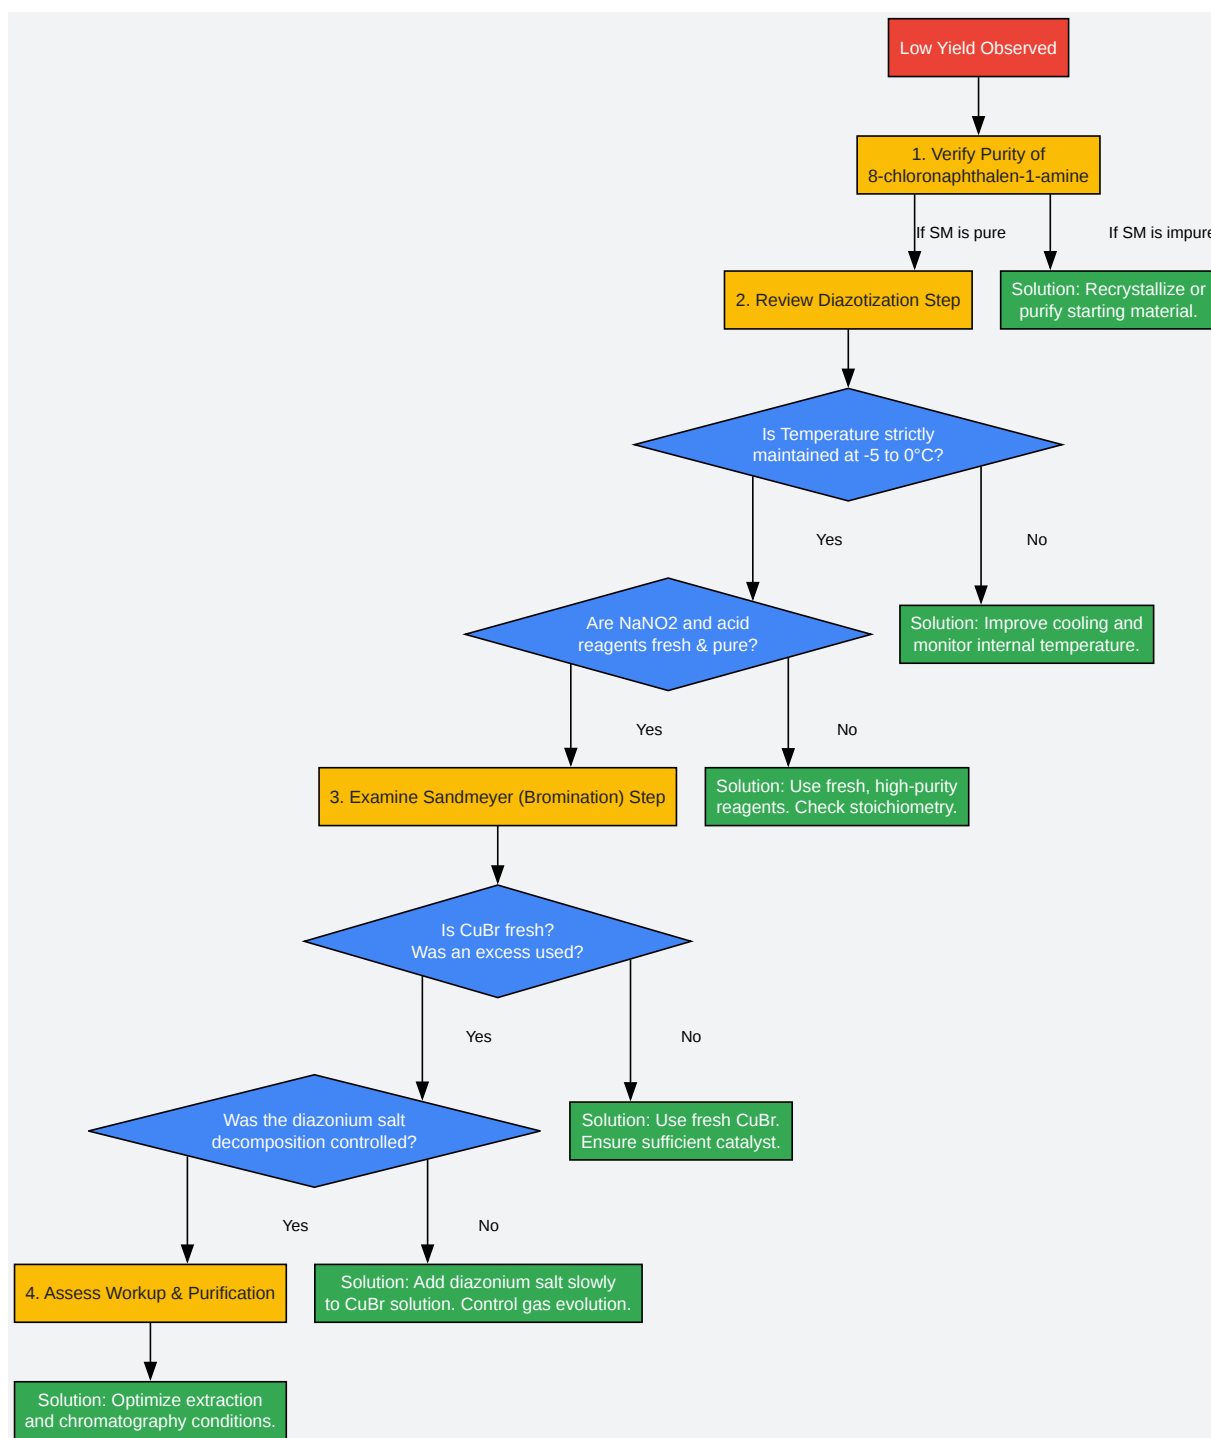 Low Yield Observed
1. Verify Purity of
8-chloronaphthalen-1-amine
If SM is pure
If SM is impure
2. Review Diazotization Step
Solution: Recrystallize or
purify starting material.
Is Temperature strictly
maintained at -5 to 0°C?
Yes
No
Are NaNO2 and acid
reagents fresh & pure?
Solution: Improve cooling and
monitor internal temperature.
Yes
No
3. Examine Sandmeyer (Bromination) Step
Solution: Use fresh, high-purity
reagents. Check stoichiometry.
Is CuBr fresh?
Was an excess used?
Yes
No
Was the diazonium salt
decomposition controlled?
Solution: Use fresh CuBr.
Ensure sufficient catalyst.
Yes
No
4. Assess Workup & Purification
Solution: Add diazonium salt slowly
to CuBr solution. Control gas evolution.
Solution: Optimize extraction
and chromatography conditions.